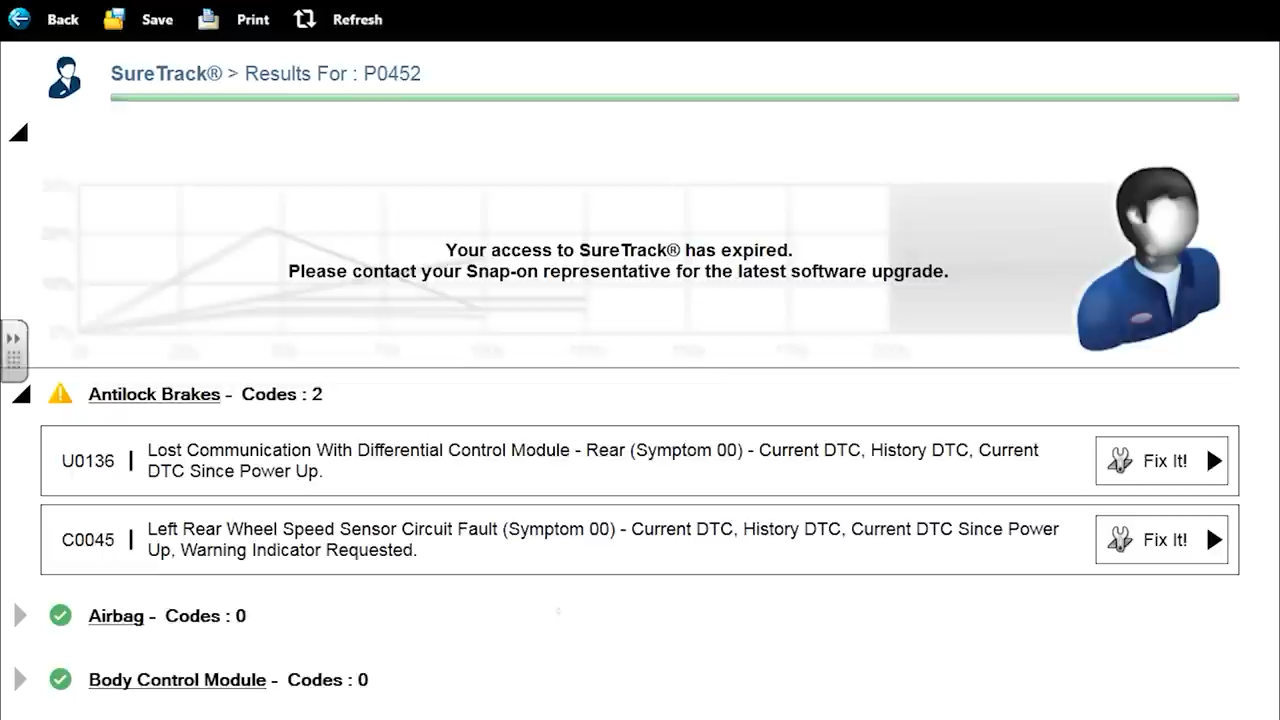 Back Save Print Refresh
SureTrack® > Results For : P0452
Your access to SureTrack® has expired.
Please contact your Snap-on representative for the latest software upgrade.
Antilock Brakes - Codes : 2
U0136 | Lost Communication With Differential Control Module - Rear (Symptom 00) - Current DTC, History DTC, Current
DTC Since Power Up.
Fix It!
C0045 | Left Rear Wheel Speed Sensor Circuit Fault (Symptom 00) - Current DTC, History DTC, Current DTC Since Power
Up, Warning Indicator Requested.
Fix It!
Airbag - Codes : 0
Body Control Module - Codes : 0